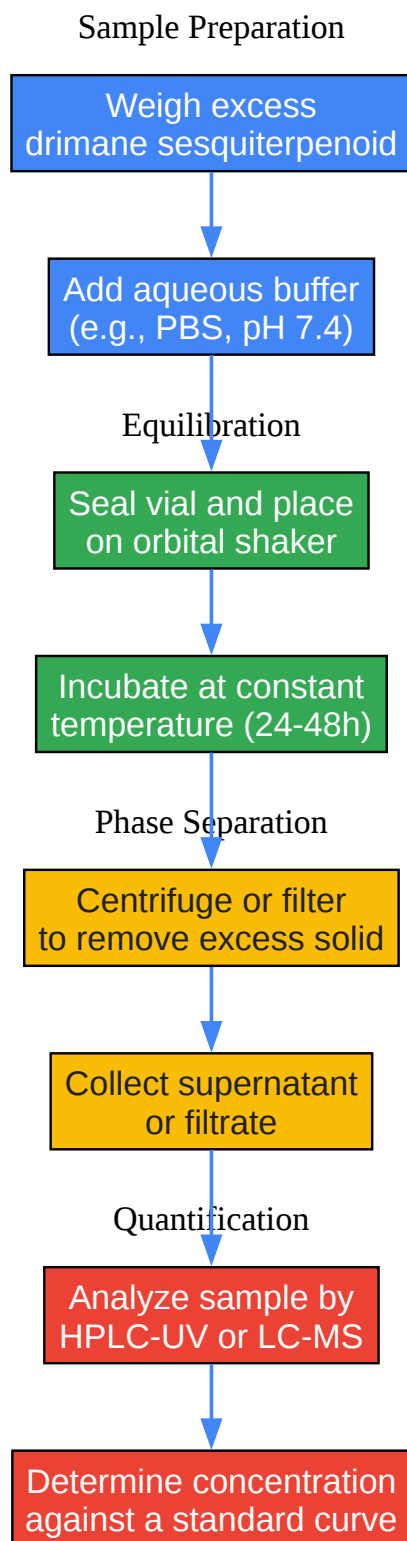 Sample Preparation
Weigh excess
drimane sesquiterpenoid
Add aqueous buffer
(e.g., PBS, pH 7.4)
Equilibration
Seal vial and place
on orbital shaker
Incubate at constant
temperature (24-48h)
Phase Separation
Centrifuge or filter
to remove excess solid
Collect supernatant
or filtrate
Quantification
Analyze sample by
HPLC-UV or LC-MS
Determine concentration
against a standard curve